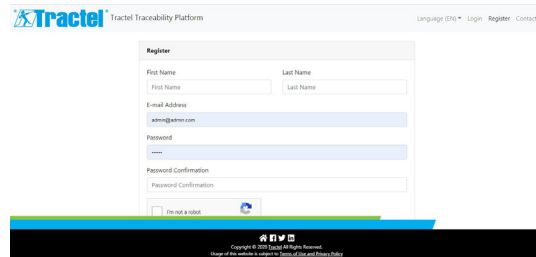 Tractel Tractel Traceability Platform Language (EN) Login Register Contact
Register
First Name Last Name
First Name Last Name
E-mail Address
admin@admin.com
Password
•••••
Password Confirmation
Password Confirmation
I'm not a robot
Copyright © 2020 Tractel All Rights Reserved.
Usage of this website is subject to Terms of Use and Privacy Policy